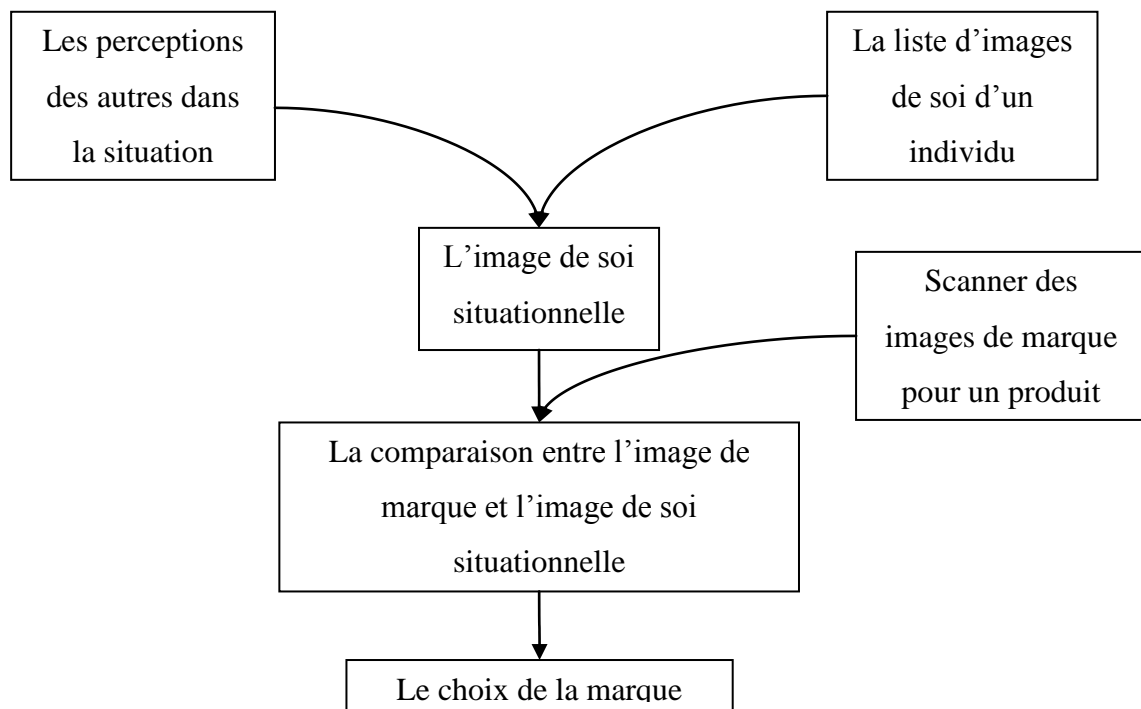 Les perceptions
des autres dans
la situation
La liste d’images
de soi d’un
individu
L’image de soi
situationnelle
Scanner des
images de marque
pour un produit
La comparaison entre l’image de
marque et l’image de soi
situationnelle
Le choix de la marque